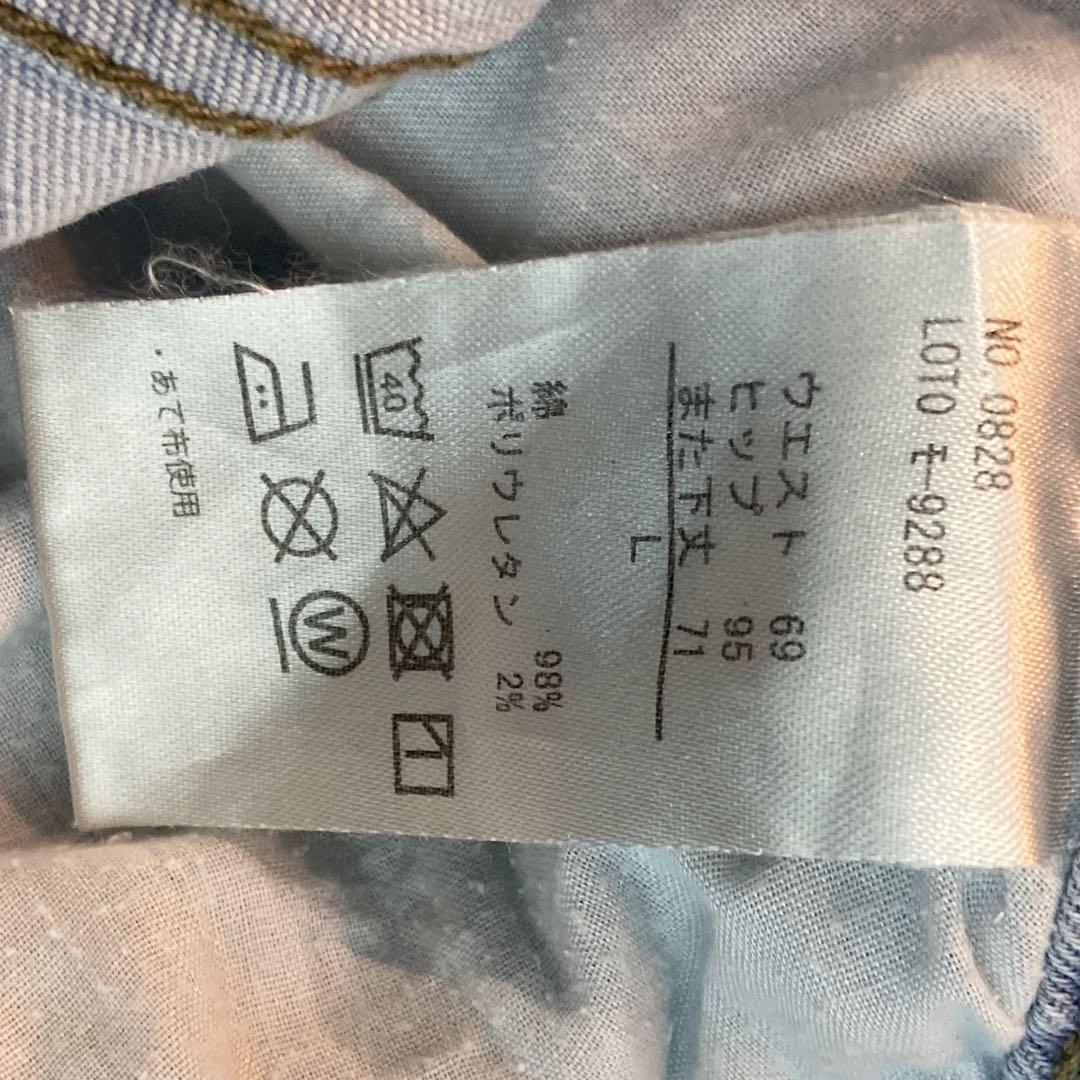 NO.0828
LOTO モ-9288
ウエスト 69
ヒップ 95
また下丈 71
L
綿 98%
ポリウレタン 2%
40
W
・あて布使用